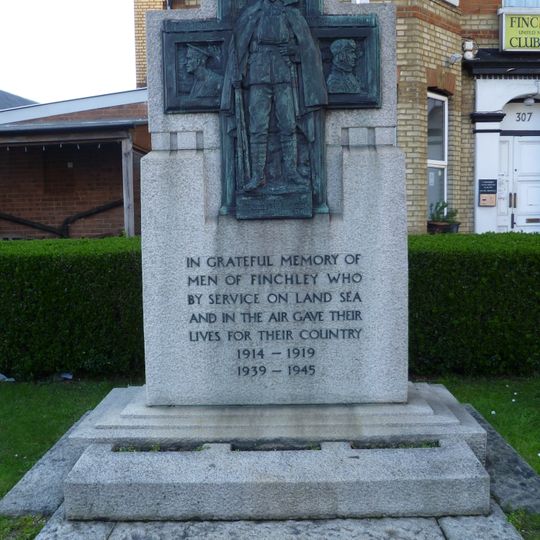 FINCHLEY
CLUB
307
IN GRATEFUL MEMORY OF
MEN OF FINCHLEY WHO
BY SERVICE ON LAND SEA
AND IN THE AIR GAVE THEIR
LIVES FOR THEIR COUNTRY
1914 – 1919
1939 – 1945